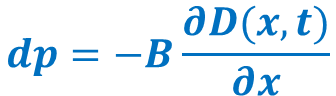 dp = −B ∂D(x, t) / ∂x